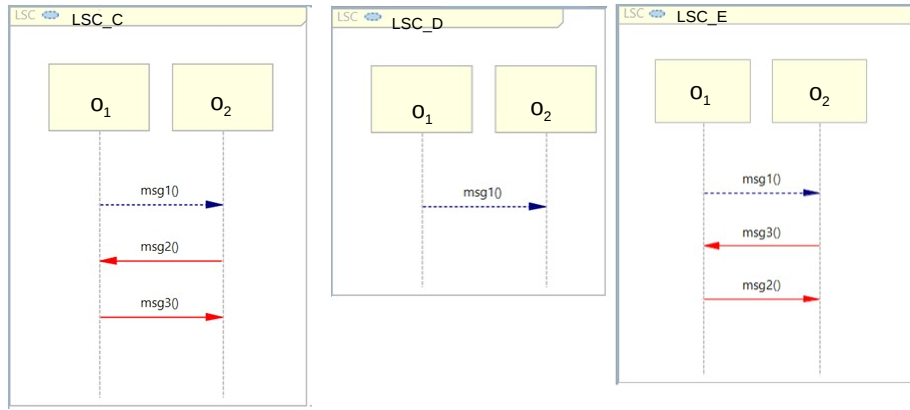 LSC LSC_C
O1 O2
msg1()
msg2()
msg3()
LSC LSC_D
O1 O2
msg1()
LSC LSC_E
O1 O2
msg1()
msg3()
msg2()